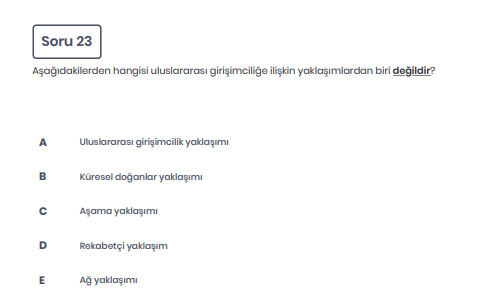 Soru 23
Aşağıdakilerden hangisi uluslararası girişimciliğe ilişkin yaklaşımlardan biri değildir?
A Uluslararası girişimcilik yaklaşımı
B Küresel doğanlar yaklaşımı
C Aşama yaklaşımı
D Rekabetçi yaklaşım
E Ağ yaklaşımı